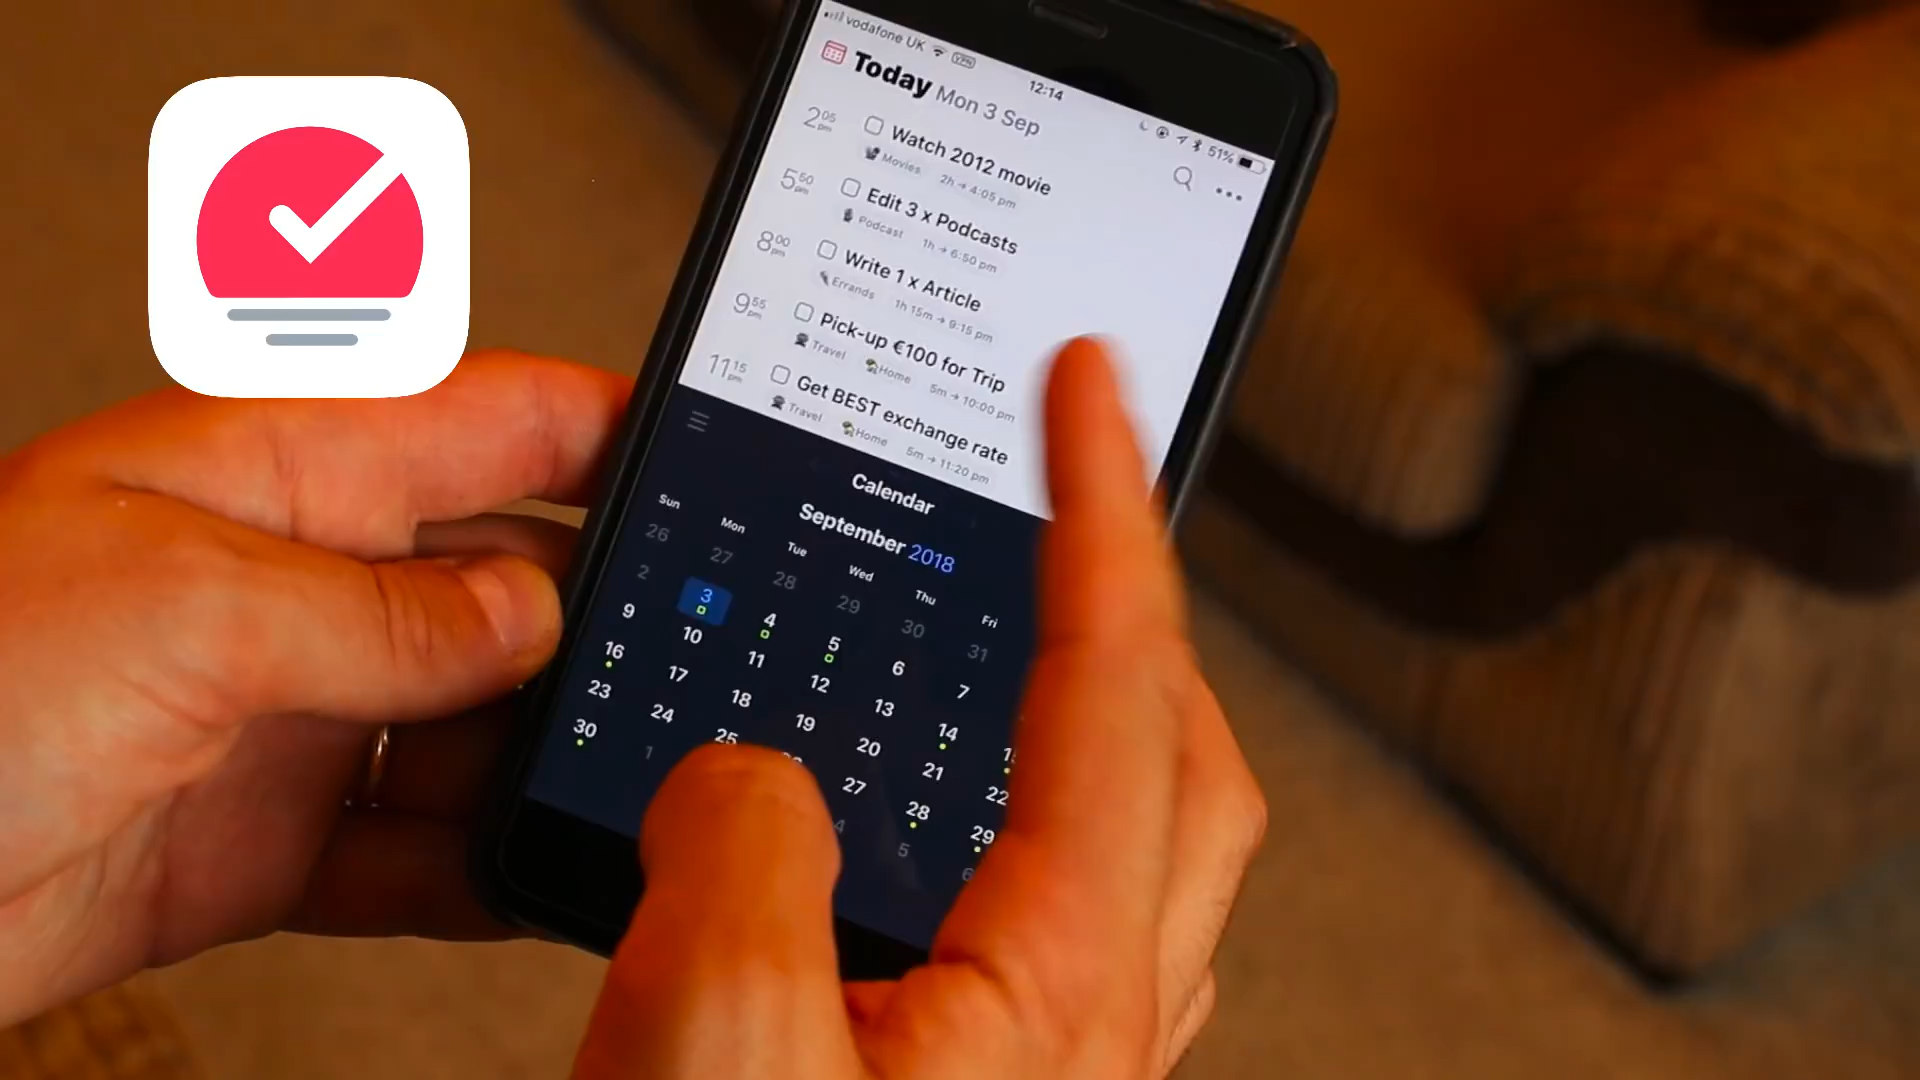 vodafone UK VPN 12:14 51%
Today Mon 3 Sep
2 05 pm Watch 2012 movie
Movies 2h → 4:05 pm
5 50 pm Edit 3 x Podcasts
Podcast 1h → 6:50 pm
8 00 pm Write 1 x Article
Errands 1h 15m → 9:15 pm
9 55 pm Pick-up €100 for Trip
Travel Home 5m → 10:00 pm
11 15 pm Get BEST exchange rate
Travel Home 5m → 11:20 pm
Calendar
September 2018
Sun Mon Tue Wed Thu Fri
26 27 28 29 30 31
2 3 4 5 6 7
9 10 11 12 13 14
16 17 18 19 20 21 22
23 24 25 27 28 29
30 1 4 5 6